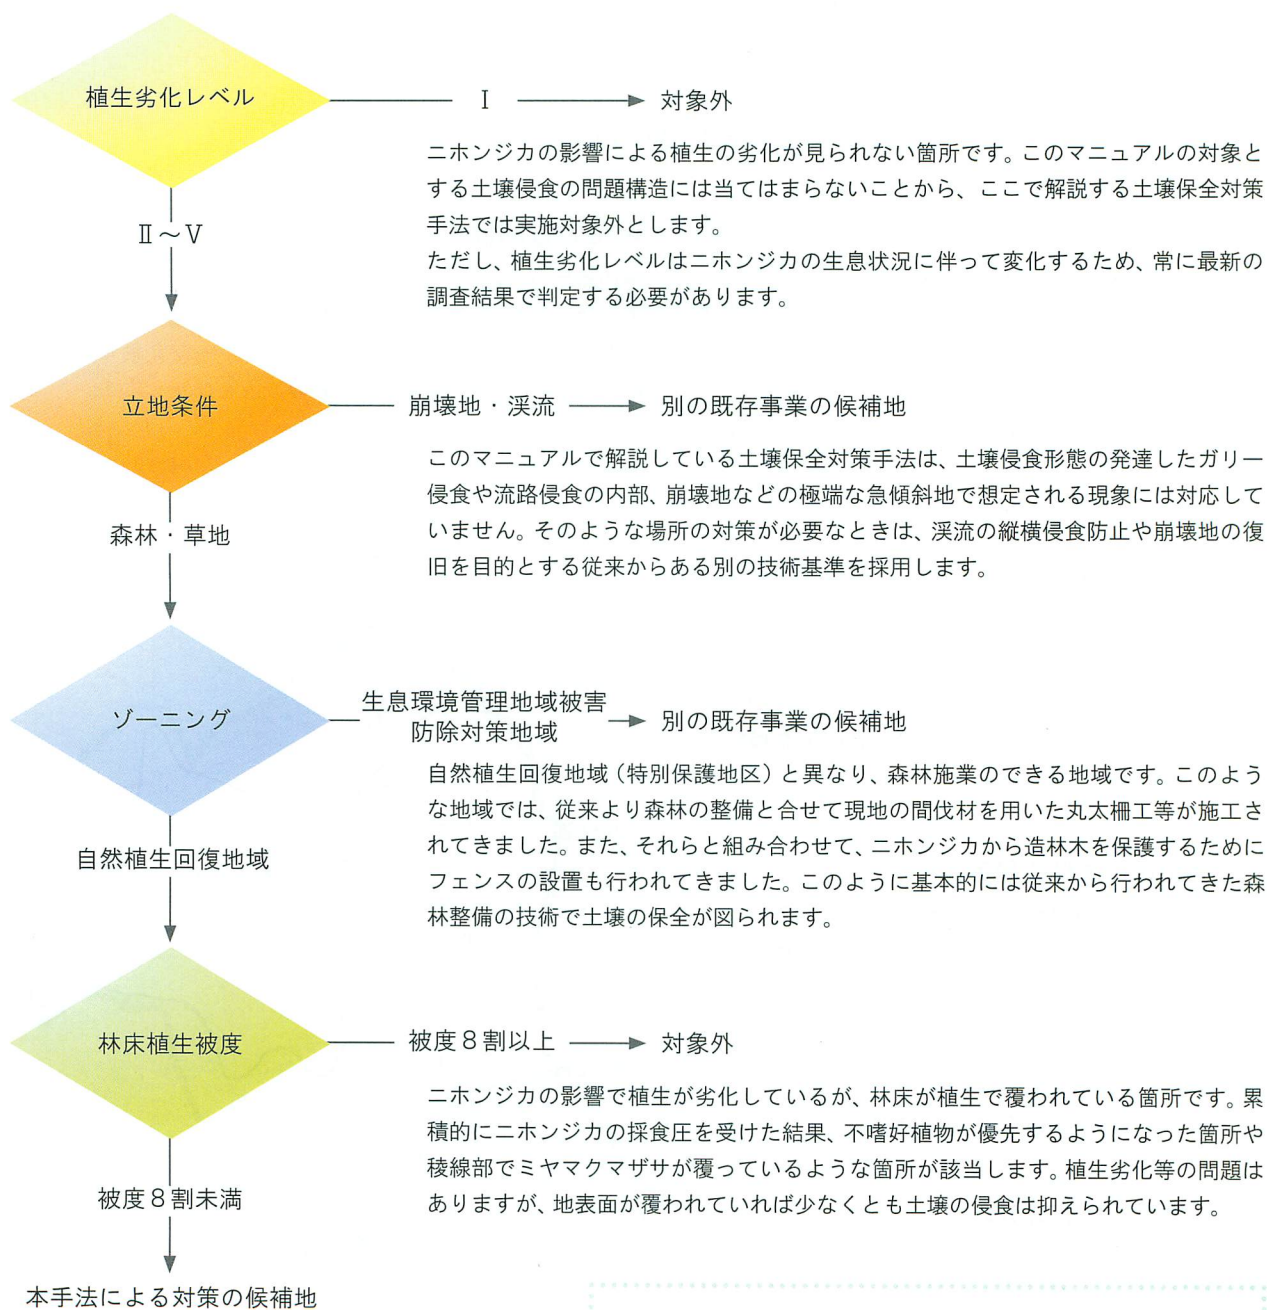 植生劣化レベル
Ⅰ
対象外
ニホンジカの影響による植生の劣化が見られない箇所です。このマニュアルの対象と
する土壌侵食の問題構造には当てはまらないことから、ここで解説する土壌保全対策
手法では実施対象外とします。
ただし、植生劣化レベルはニホンジカの生息状況に伴って変化するため、常に最新の
調査結果で判定する必要があります。
Ⅱ～Ⅴ
立地条件
崩壊地・渓流
別の既存事業の候補地
このマニュアルで解説している土壌保全対策手法は、土壌侵食形態の発達したガリー
侵食や流路侵食の内部、崩壊地などの極端な急傾斜地で想定される現象には対応して
いません。そのような場所の対策が必要なときは、渓流の縦横侵食防止や崩壊地の復
旧を目的とする従来からある別の技術基準を採用します。
森林・草地
ゾーニング
生息環境管理地域被害
防除対策地域
別の既存事業の候補地
自然植生回復地域（特別保護地区）と異なり、森林施業のできる地域です。このよう
な地域では、従来より森林の整備と合せて現地の間伐材を用いた丸太柵工等が施工さ
れてきました。また、それらと組み合わせて、ニホンジカから造林木を保護するために
フェンスの設置も行われてきました。このように基本的には従来から行われてきた森
林整備の技術で土壌の保全が図られます。
自然植生回復地域
林床植生被度
被度８割以上
対象外
ニホンジカの影響で植生が劣化しているが、林床が植生で覆われている箇所です。累
積的にニホンジカの採食圧を受けた結果、不嗜好植物が優先するようになった箇所や
稜線部でミヤマクマザサが覆っているような箇所が該当します。植生劣化等の問題は
ありますが、地表面が覆われていれば少なくとも土壌の侵食は抑えられています。
被度８割未満
本手法による対策の候補地